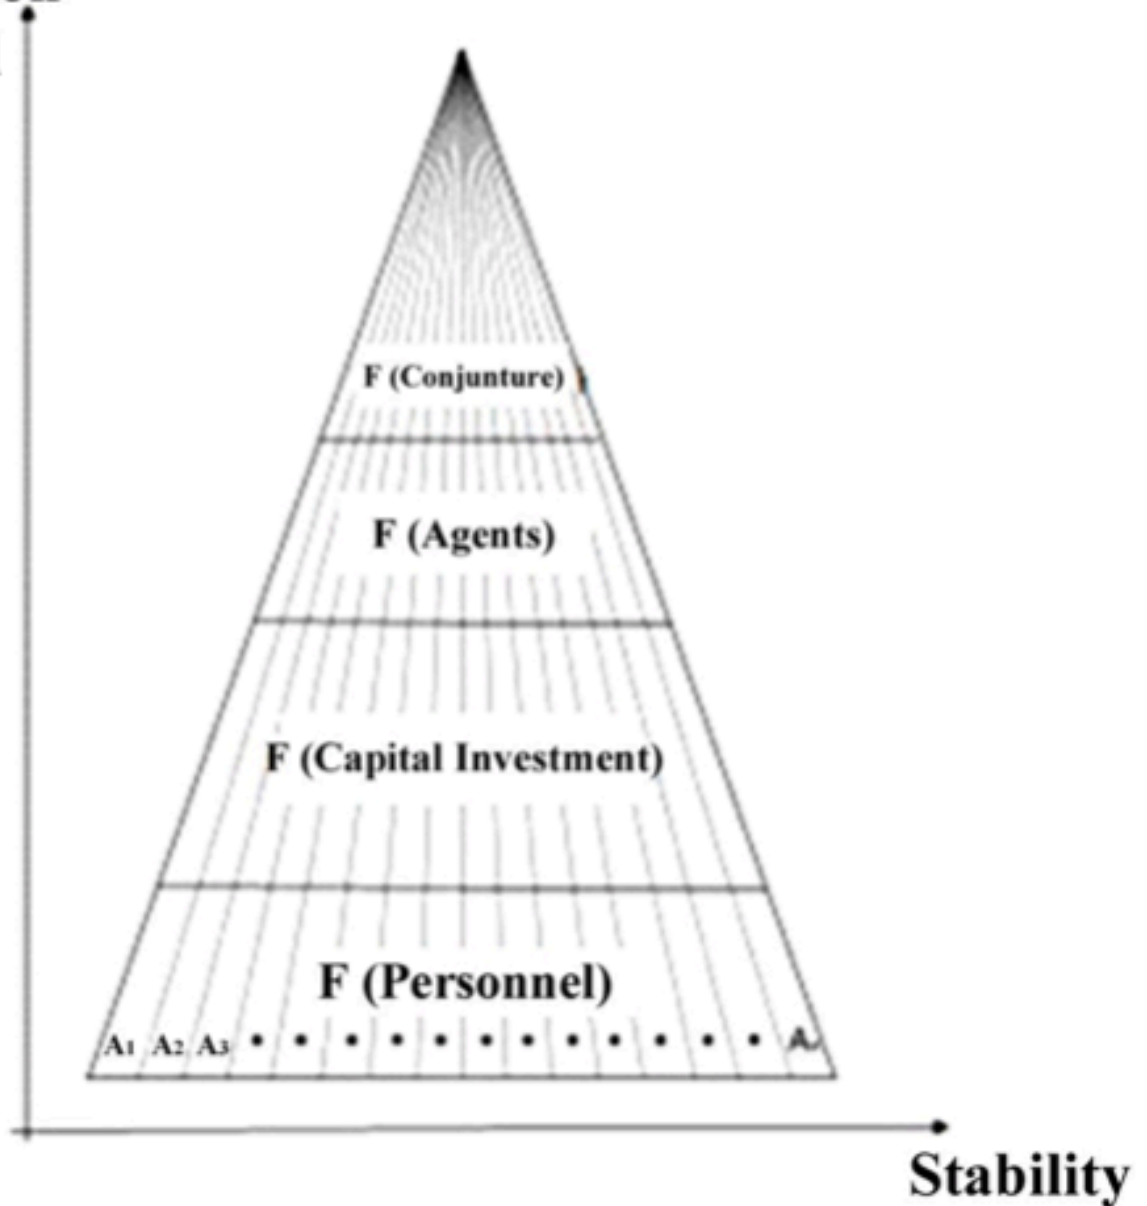 F (Conjunture)
F (Agents)
F (Capital Investment)
F (Personnel)
A1 A2 A3 • • • • • • • • • • • • A
Stability